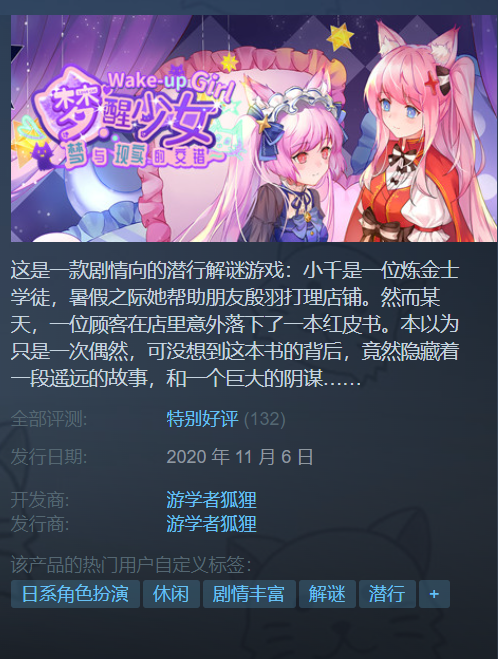 Wake-up Girl
梦醒少女
梦与现实的交错
这是一款剧情向的潜行解谜游戏：小千是一位炼金士
学徒，暑假之际她帮助朋友殷羽打理店铺。然而某
天，一位顾客在店里意外落下了一本红皮书。本以为
只是一次偶然，可没想到这本书的背后，竟然隐藏着
一段遥远的故事，和一个巨大的阴谋……
全部评测: 特别好评 (132)
发行日期: 2020 年 11 月 6 日
开发商: 游学者狐狸
发行商: 游学者狐狸
该产品的热门用户自定义标签:
日系角色扮演 休闲 剧情丰富 解谜 潜行 +